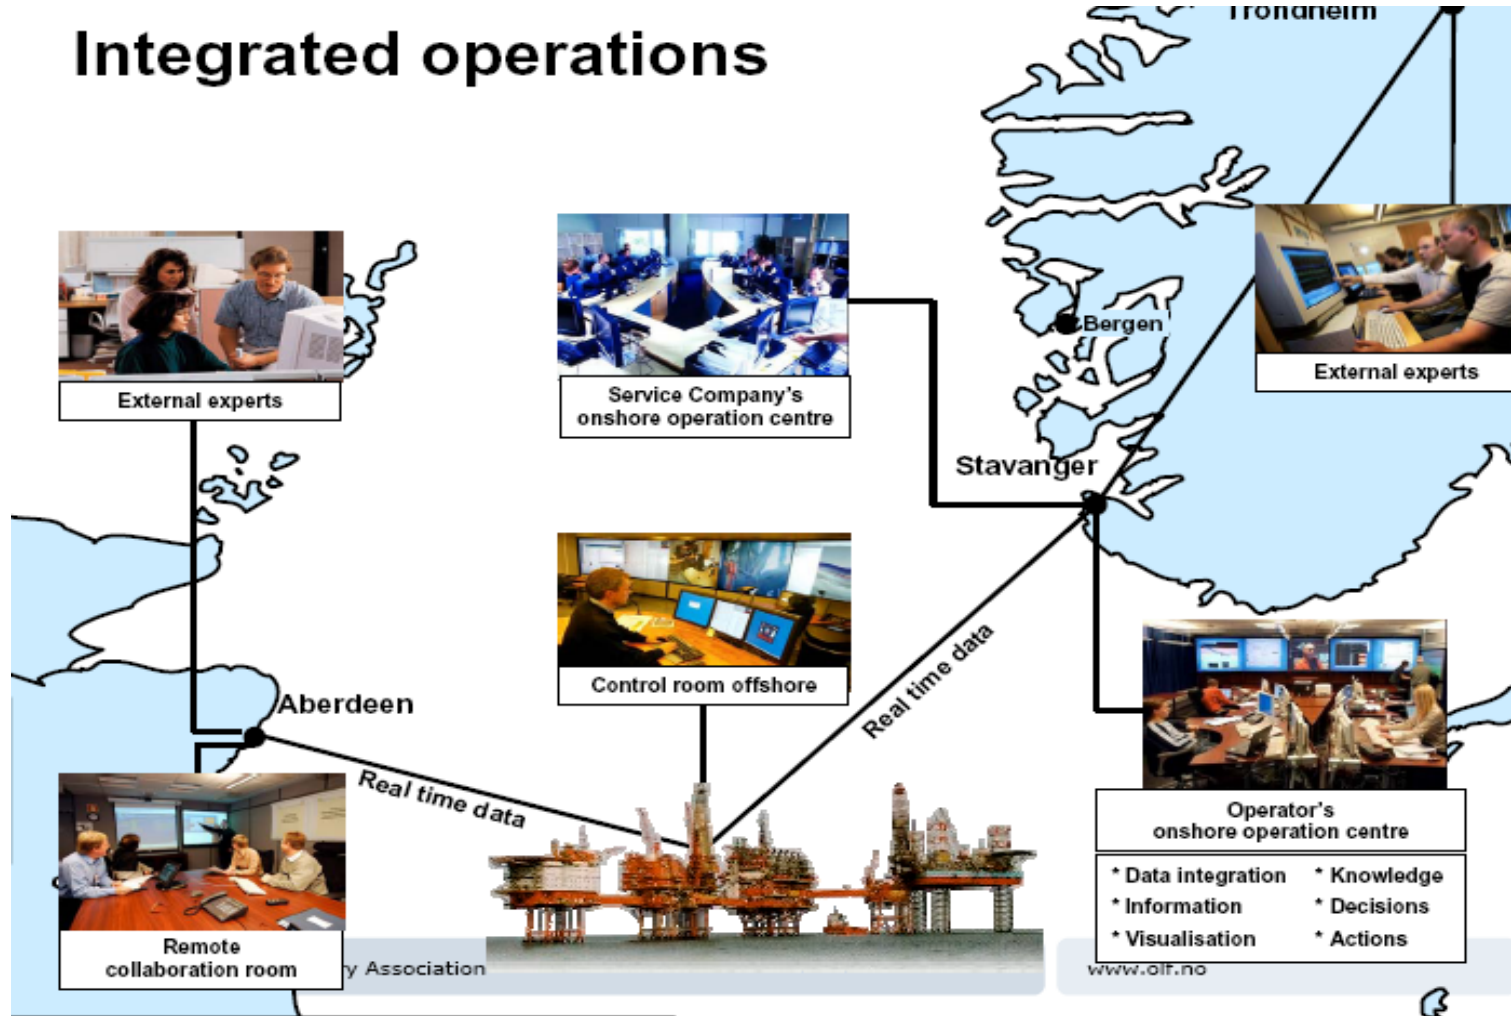 Integrated operations
Trondheim
External experts
Service Company's
onshore operation centre
Bergen
External experts
Stavanger
Control room offshore
Aberdeen
Real time data
Real time data
Operator's
onshore operation centre
* Data integration
* Information
* Visualisation
* Knowledge
* Decisions
* Actions
Remote
collaboration room
y Association
www.olf.no